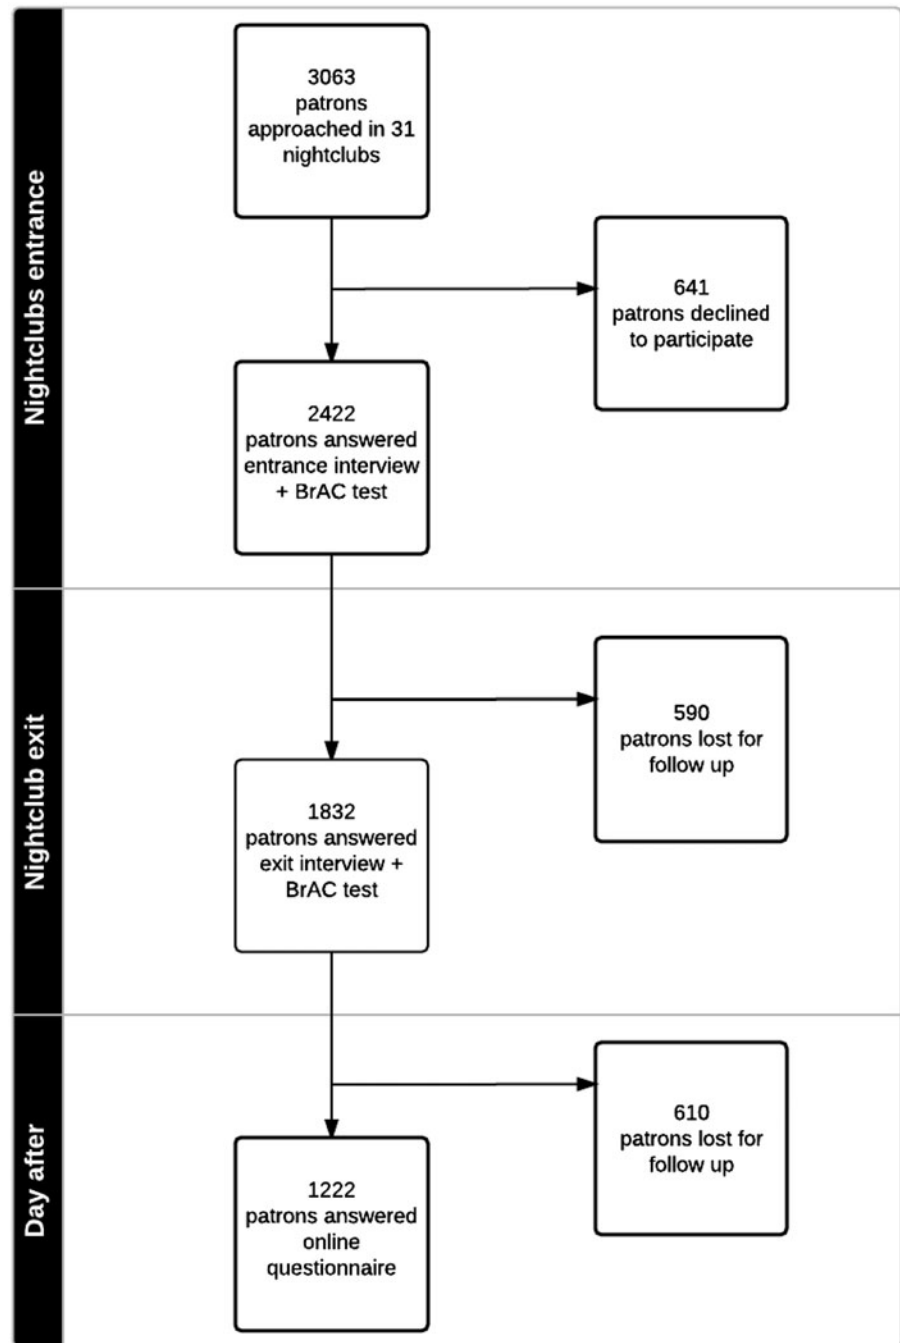 Nightclubs entrance
3063
patrons
approached in 31
nightclubs
641
patrons declined
to participate
2422
patrons answered
entrance interview
+ BrAC test
Nightclub exit
590
patrons lost for
follow up
1832
patrons answered
exit interview +
BrAC test
Day after
610
patrons lost for
follow up
1222
patrons answered
online
questionnaire